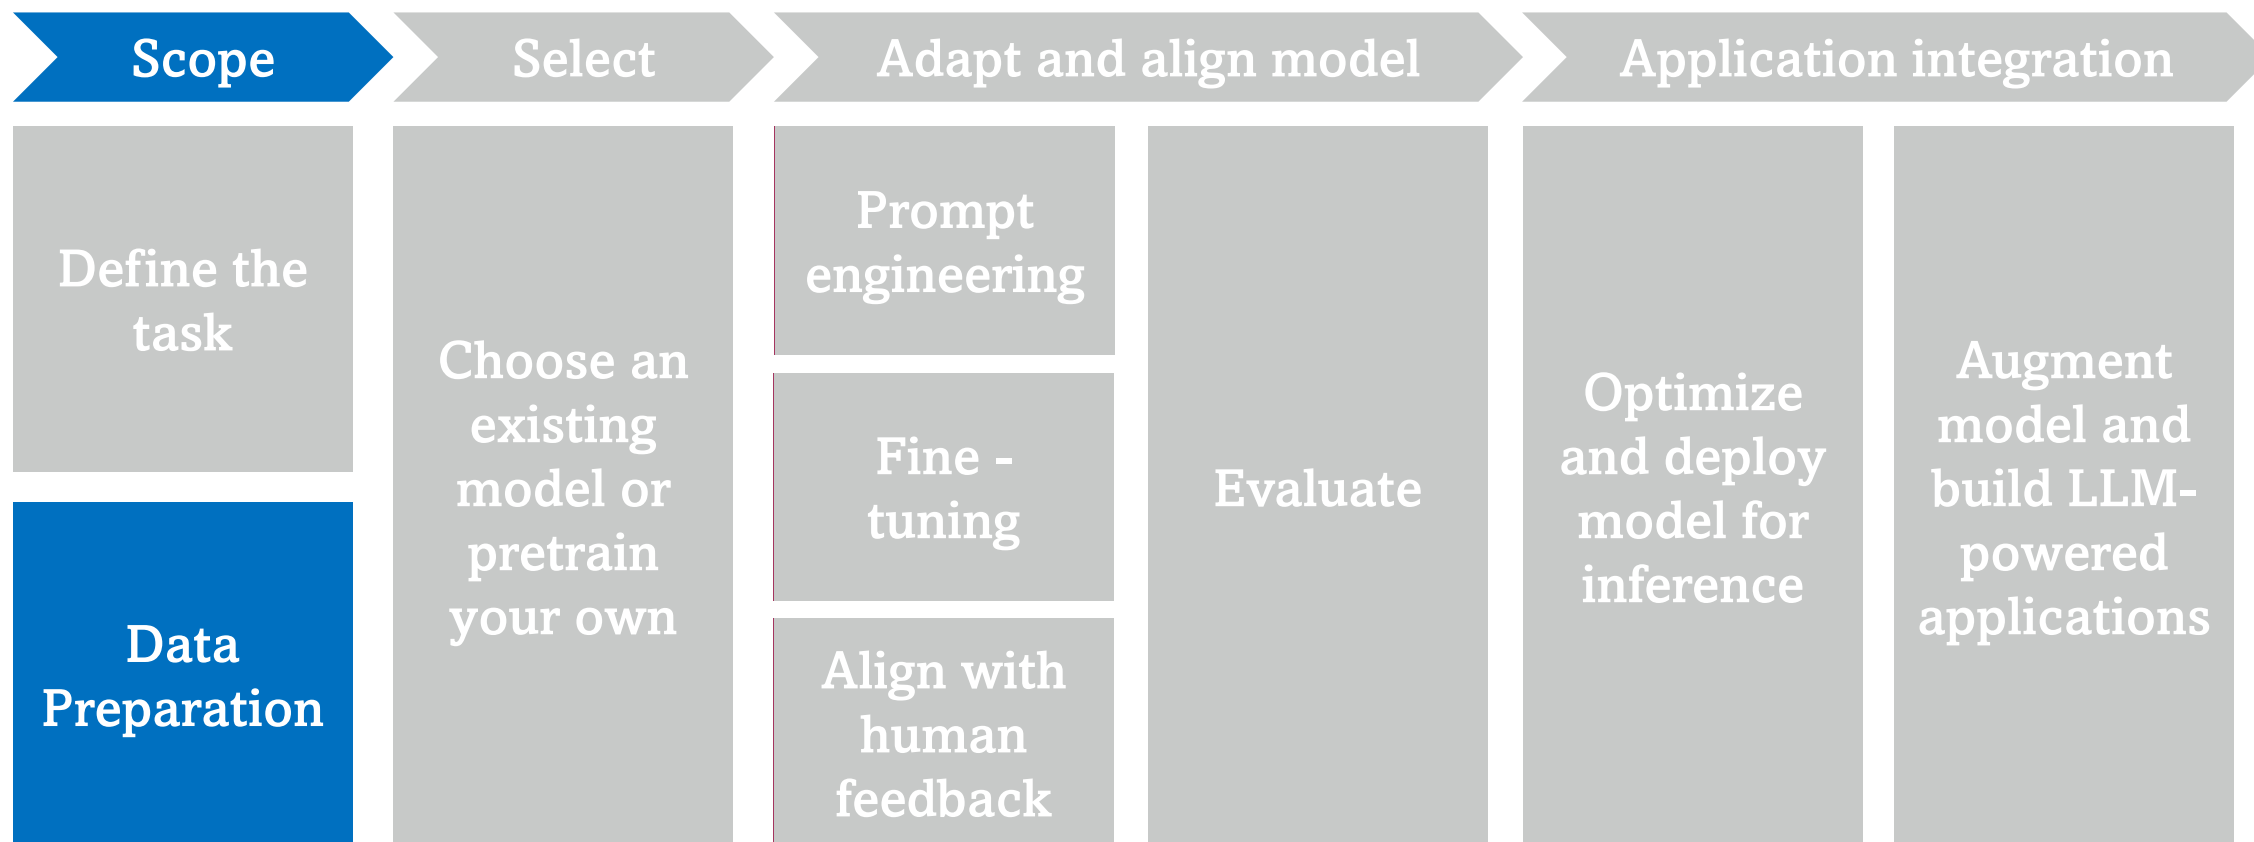 Scope
Select
Adapt and align model
Application integration
Define the
task
Data
Preparation
Choose an
existing
model or
pretrain
your own
Prompt
engineering
Fine -
tuning
Align with
human
feedback
Evaluate
Optimize
and deploy
model for
inference
Augment
model and
build LLM-
powered
applications